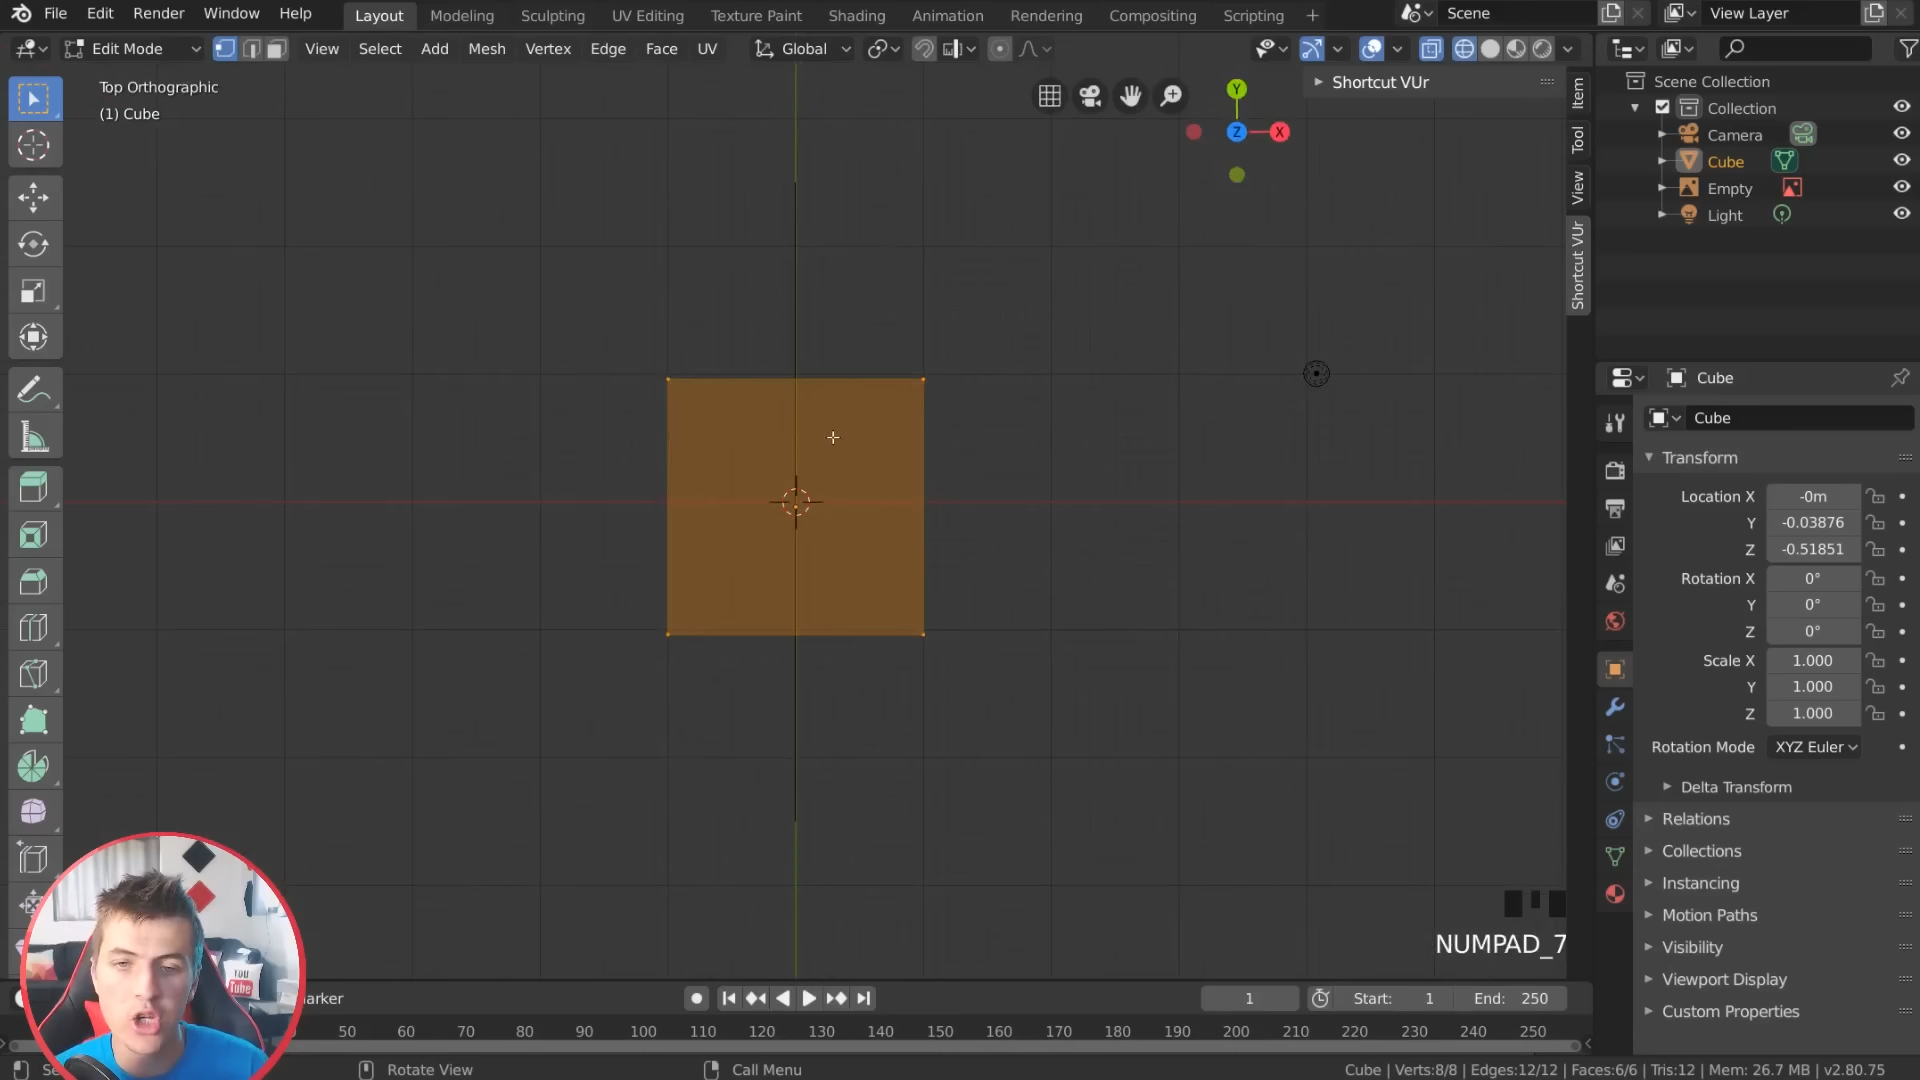 File Edit Render Window Help Layout Modeling Sculpting UV Editing Texture Paint Shading Animation Rendering Compositing Scripting + Scene View Layer
Edit Mode View Select Add Mesh Vertex Edge Face UV Global
Top Orthographic
(1) Cube
Y
Z
X
Shortcut VUr
Item
Tool
View
Shortcut VUr
Scene Collection
Collection
Camera
Cube
Empty
Light
Cube
Cube
Transform
Location X -0m
Y -0.03876
Z -0.51851
Rotation X 0°
Y 0°
Z 0°
Scale X 1.000
Y 1.000
Z 1.000
Rotation Mode XYZ Euler
Delta Transform
Relations
Collections
Instancing
Motion Paths
Visibility
Viewport Display
Custom Properties
NUMPAD_7
You
Tube
arker
1 Start: 1 End: 250
50 60 70 80 90 100 110 120 130 140 150 160 170 180 190 200 210 220 230 240 250
Rotate View Call Menu Cube | Verts:8/8 | Edges:12/12 | Faces:6/6 | Tris:12 | Mem: 26.7 MB | v2.80.75